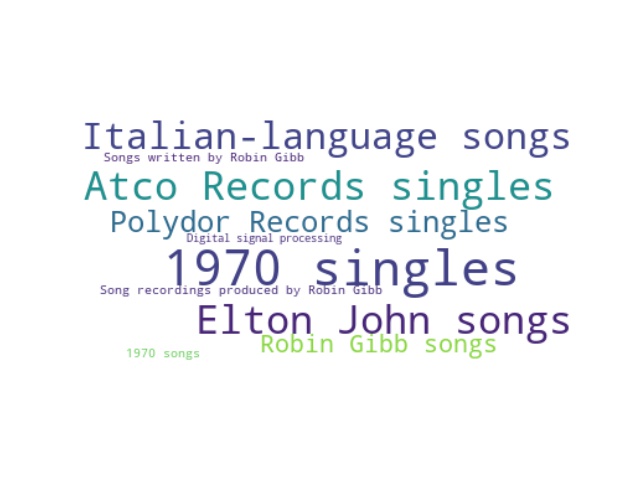 Italian-language songs
Songs written by Robin Gibb
Atco Records singles
Polydor Records singles
Digital signal processing
1970 singles
Song recordings produced by Robin Gibb
Elton John songs
Robin Gibb songs
1970 songs